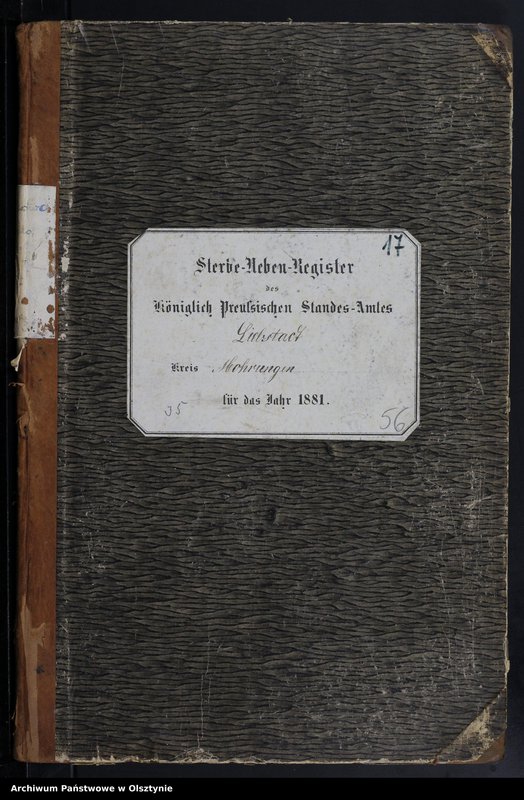 17
Sterbe-Neben-Register
des
Königlich Preußischen Standes-Amtes
Liebstadt
Kreis Mohrungen
für das Jahr 1881.
35
56
Archiwum Państwowe w Olsztynie